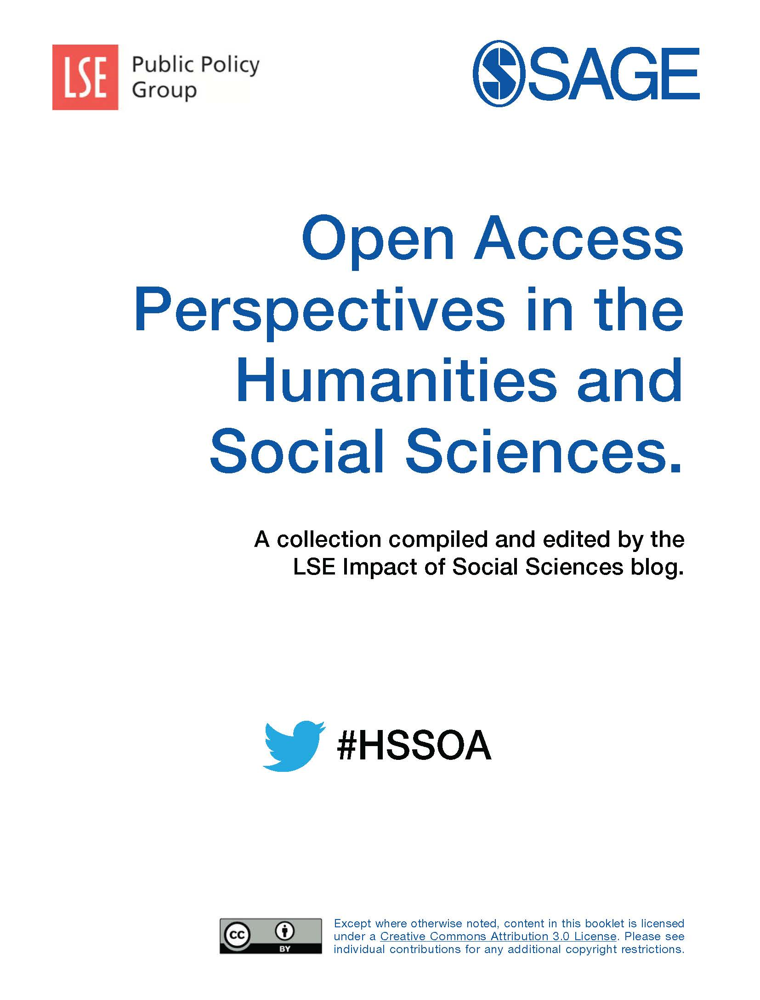 LSE
Public Policy
Group
SAGE
Open Access
Perspectives in the
Humanities and
Social Sciences.
A collection compiled and edited by the
LSE Impact of Social Sciences blog.
#HSSOA
cc
BY
Except where otherwise noted, content in this booklet is licensed
under a Creative Commons Attribution 3.0 License. Please see
individual contributions for any additional copyright restrictions.